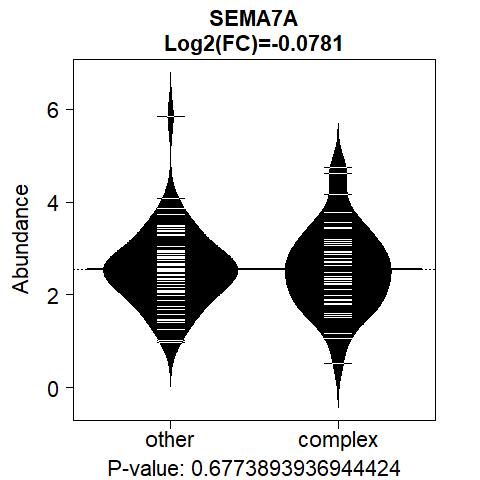 SEMA7A
Log2(FC)=-0.0781
Abundance
6
4
2
0
other complex
P-value: 0.6773893936944424